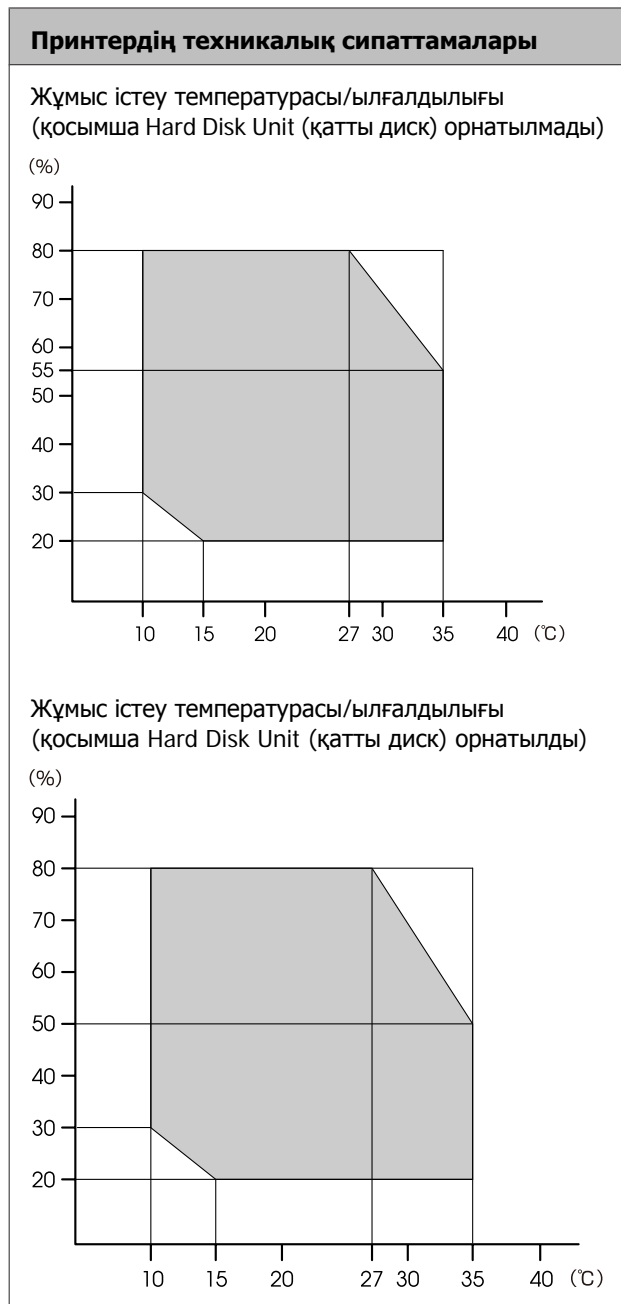 Принтердің техникалық сипаттамалары
Жұмыс істеу температурасы/ылғалдылығы
(қосымша Hard Disk Unit (қатты диск) орнатылмады)
(%)
90
80
70
60
55
50
40
30
20
10 15 20 27 30 35 40 (℃)
Жұмыс істеу температурасы/ылғалдылығы
(қосымша Hard Disk Unit (қатты диск) орнатылды)
(%)
90
80
70
60
50
40
30
20
10 15 20 27 30 35 40 (℃)